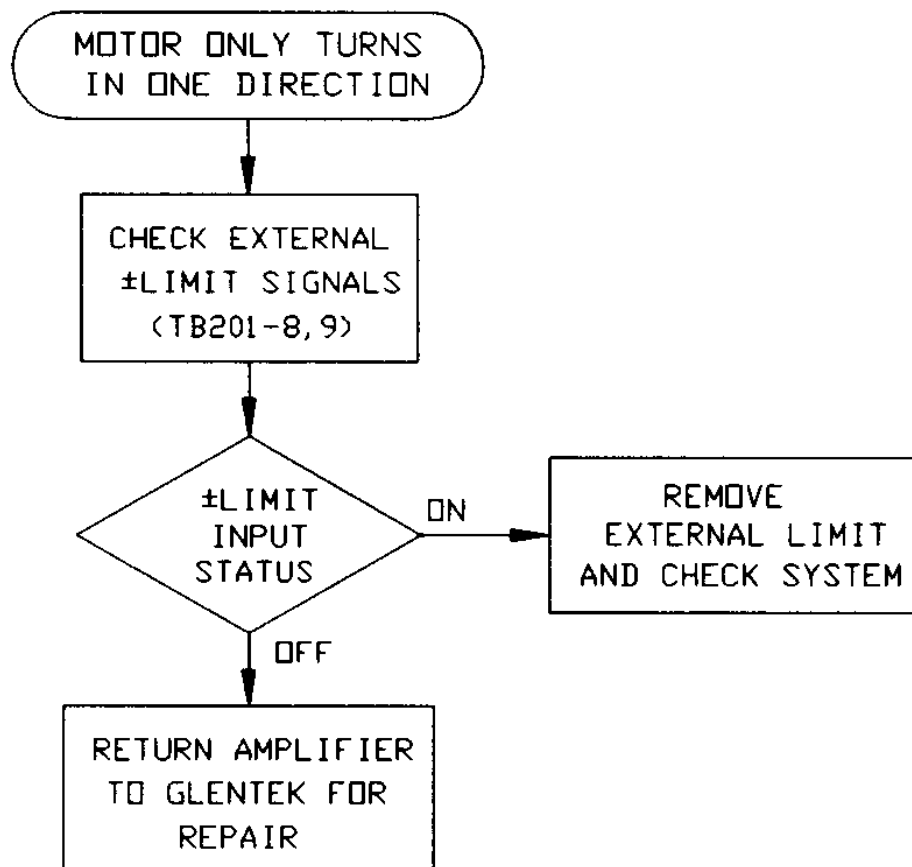 MOTOR ONLY TURNS
IN ONE DIRECTION
CHECK EXTERNAL
±LIMIT SIGNALS
(TB201-8,9)
±LIMIT
INPUT
STATUS
ON
REMOVE
EXTERNAL LIMIT
AND CHECK SYSTEM
OFF
RETURN AMPLIFIER
TO GLENTEK FOR
REPAIR